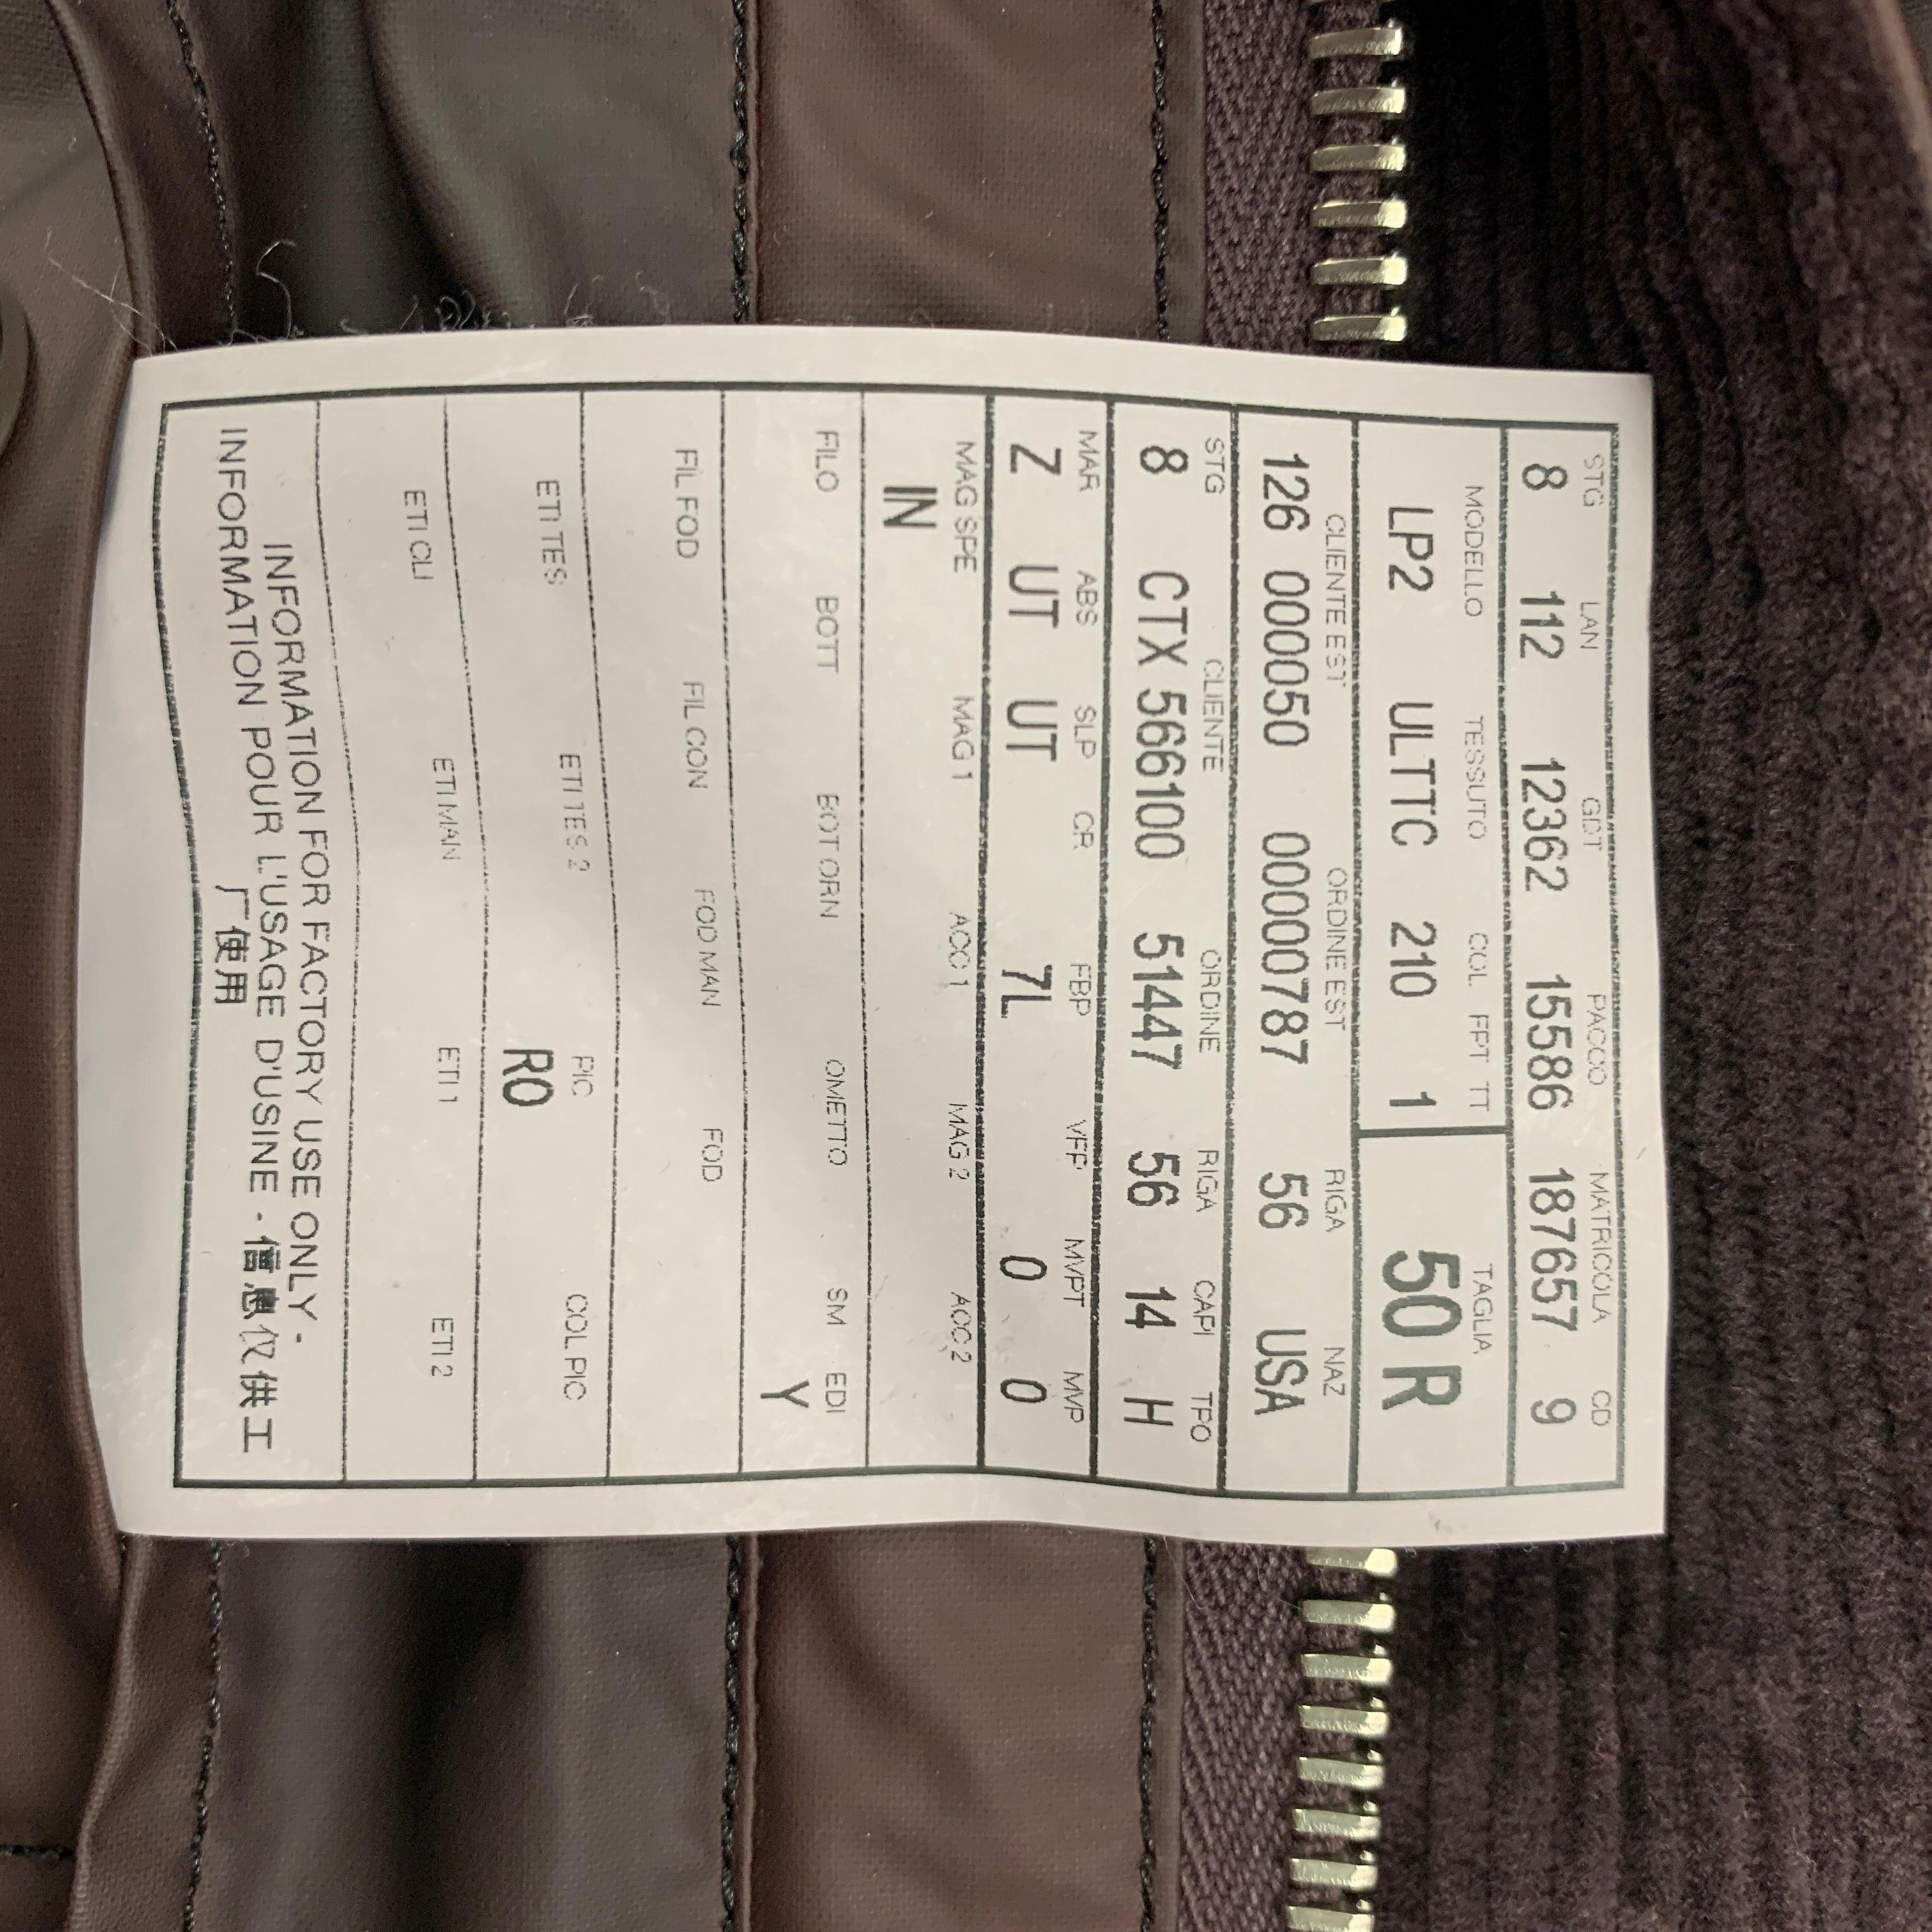 STG LAN GDT PACCO MATRICOLA CD
8 112 12362 15586 187657 9
MODELLO TESSUTO COL FPT TT TAGLIA
LP2 ULTTC 210 1 50 R
CLIENTE EST ORDINE EST RIGA NAZ
126 000050 00000787 56 USA
STG CLIENTE ORDINE RIGA CAPI TPO
8 CTX 566100 51447 56 14 H
MAR ABS SLP CR FBP VFP MVPT MVP
Z UT UT 7L 0 0
MAG SPE MAG 1 ACC 1 MAG 2 ACC 2
IN
FILO BOTT BOT ORN OMETTO SM EDI
Y
FIL FOD FIL CON FOD MAN FOD
ETI TES ETI TES 2 PIC COL PIC
RO
ETI CLI ETI MAN ETI 1 ETI 2
INFORMATION FOR FACTORY USE ONLY -
INFORMATION POUR L'USAGE D'USINE - 信息仅供工
厂使用